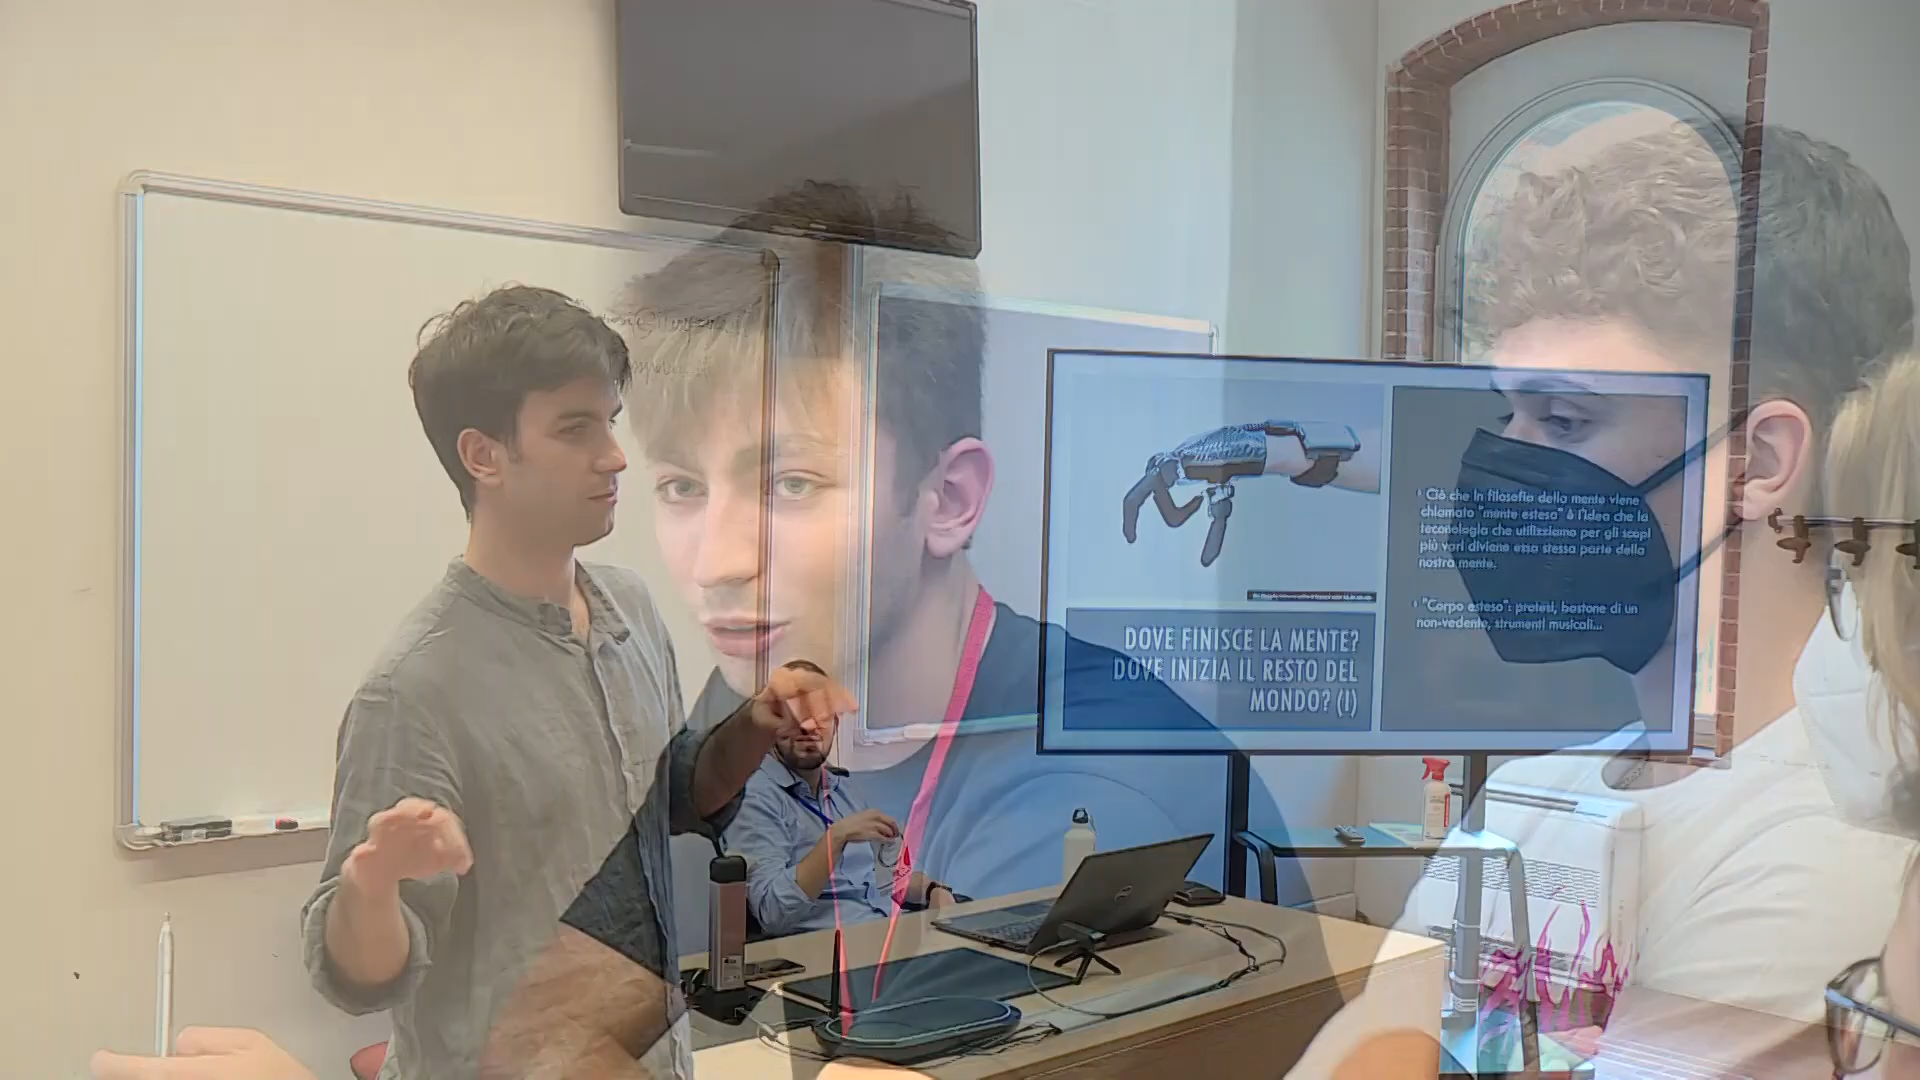 Ciò che in filosofia della mente viene
chiamato "mente estesa" è l'idea che la
tecnologia che utilizziamo per gli scopi
più vari diviene essa stessa parte della
nostra mente.
"Corpo esteso": protesi, bastone di un
non-vedente, strumenti musicali...
DOVE FINISCE LA MENTE?
DOVE INIZIA IL RESTO DEL
MONDO? (I)